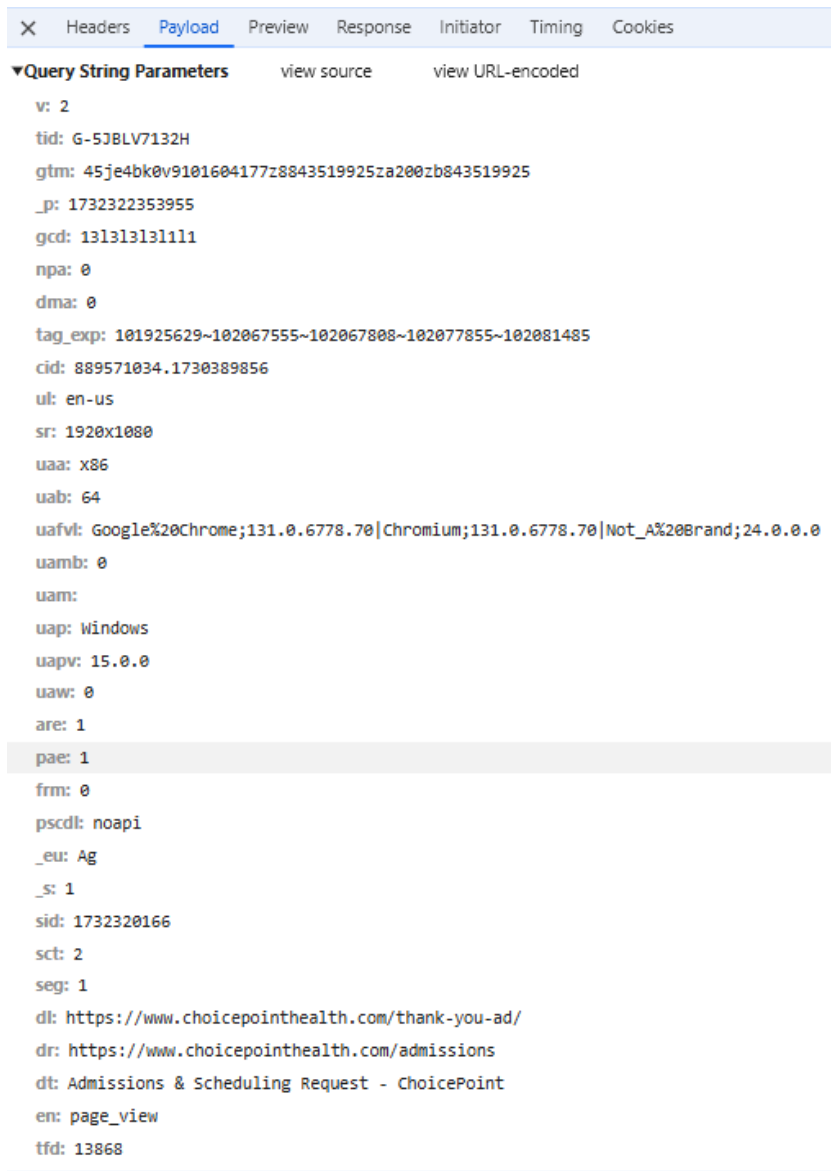 Headers Payload Preview Response Initiator Timing Cookies
Query String Parameters view source view URL-encoded
v: 2
tid: G-5JBLV7132H
gtm: 45je4bk0v9101604177z8843519925za200zb843519925
_p: 1732322353955
gcd: 13l3l3l3l1l1
npa: 0
dma: 0
tag_exp: 101925629~102067555~102067808~102077855~102081485
cid: 889571034.1730389856
ul: en-us
sr: 1920x1080
uaa: x86
uab: 64
uafvl: Google%20Chrome;131.0.6778.70|Chromium;131.0.6778.70|Not_A%20Brand;24.0.0.0
uamb: 0
uam:
uap: Windows
uapv: 15.0.0
uaw: 0
are: 1
pae: 1
frm: 0
pscdl: noapi
_eu: Ag
_s: 1
sid: 1732320166
sct: 2
seg: 1
dl: https://www.choicepointhealth.com/thank-you-ad/
dr: https://www.choicepointhealth.com/admissions
dt: Admissions & Scheduling Request - ChoicePoint
en: page_view
tfd: 13868